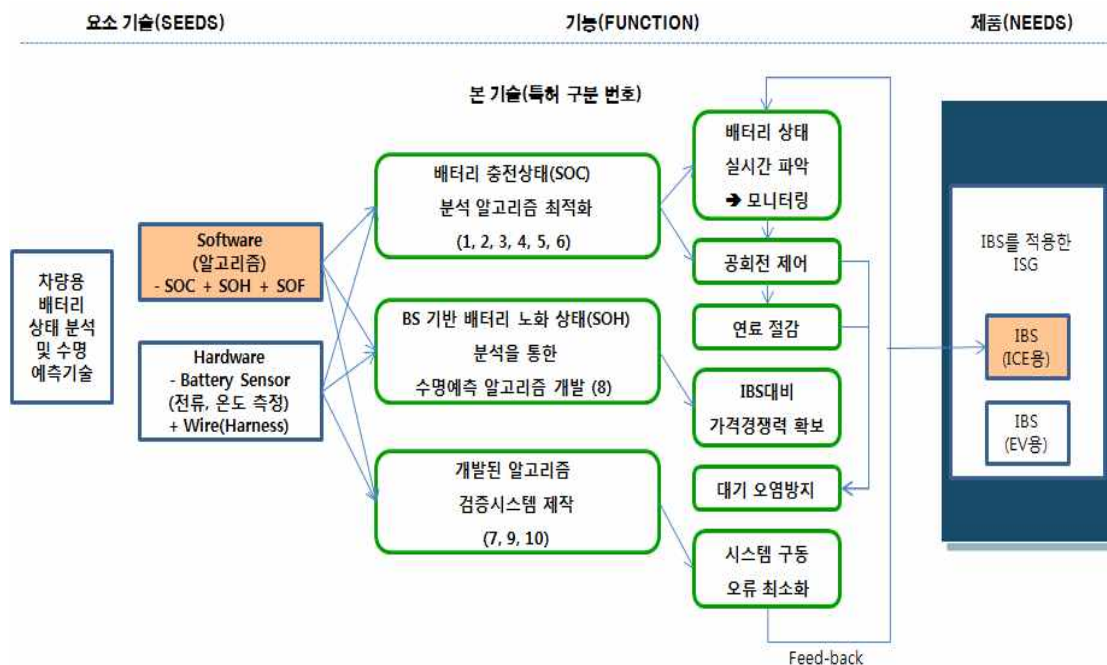 요소 기술(SEEDS)
기능(FUNCTION)
제품(NEEDS)
본 기술(특허 구분 번호)
차량용
배터리
상태 분석
및 수명
예측기술
Software
(알고리즘)
- SOC + SOH + SOF
Hardware
- Battery Sensor
(전류, 온도 측정)
+ Wire(Harness)
배터리 충전상태(SOC)
분석 알고리즘 최적화
(1, 2, 3, 4, 5, 6)
BS 기반 배터리 노화 상태(SOH)
분석을 통한
수명예측 알고리즘 개발 (8)
개발된 알고리즘
검증시스템 제작
(7, 9, 10)
배터리 상태
실시간 파악
➔ 모니터링
공회전 제어
연료 절감
IBS대비
가격경쟁력 확보
대기 오염방지
시스템 구동
오류 최소화
Feed-back
IBS를 적용한
ISG
IBS
(ICE용)
IBS
(EV용)